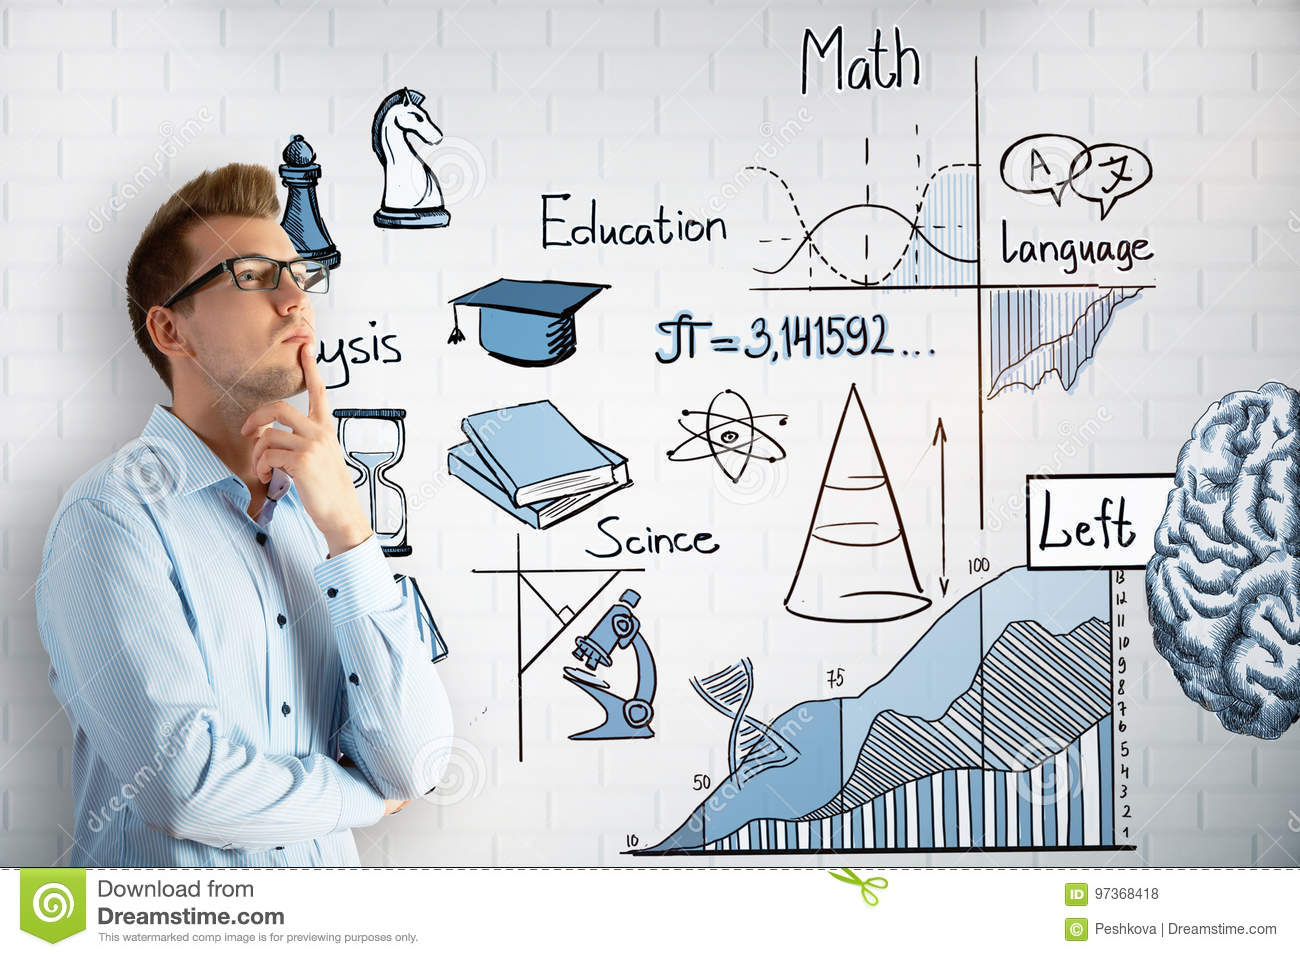 Math
A
Education
Language
π = 3,141592...
ysis
Left
Scince
100
13
12
11
10
9
8
7
6
5
4
3
2
1
75
50
10
dreamstime
Download from
Dreamstime.com
This watermarked comp image is for previewing purposes only.
ID 97368418
© Peshkova | Dreamstime.com